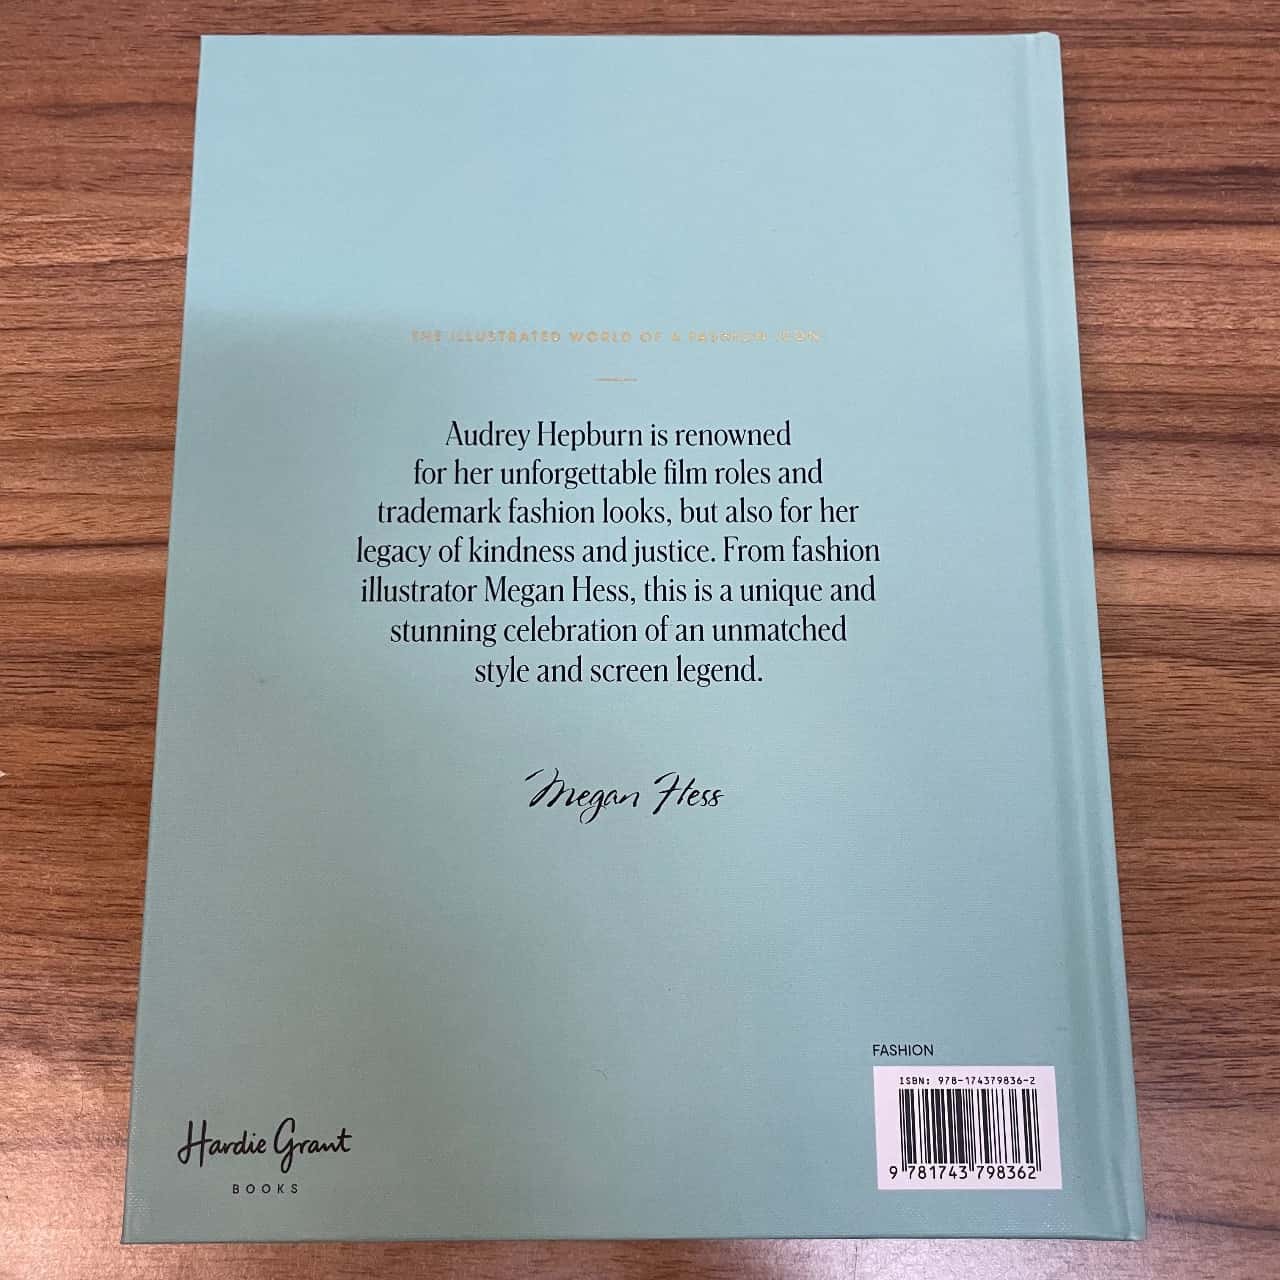 THE ILLUSTRATED WORLD OF A FASHION ICON
Audrey Hepburn is renowned
for her unforgettable film roles and
trademark fashion looks, but also for her
legacy of kindness and justice. From fashion
illustrator Megan Hess, this is a unique and
stunning celebration of an unmatched
style and screen legend.
Megan Hess
FASHION
ISBN: 978-174379836-2
9 781743 798362
Hardie Grant
BOOKS